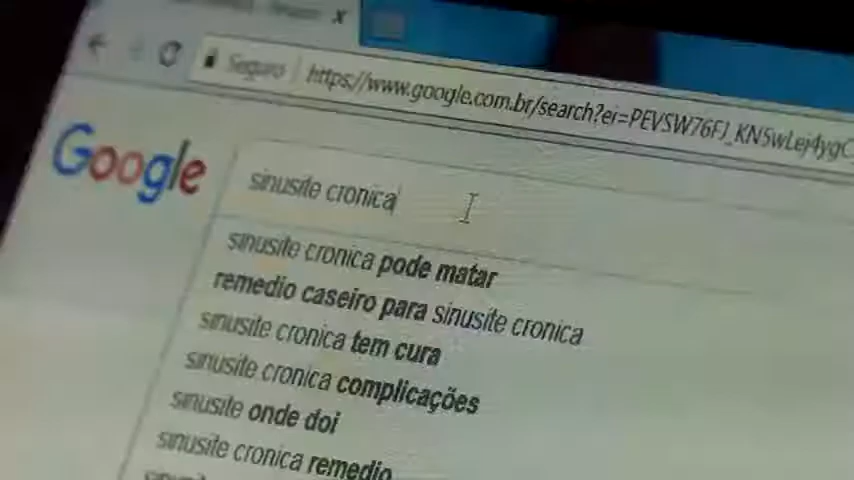 Seguro
https://www.google.com.br/search?ei=PEVSW76FJ_KN5wLej4ygC
Google
sinusite cronica
sinusite cronica pode matar
remedio caseiro para sinusite cronica
sinusite cronica tem cura
sinusite cronica complicações
sinusite onde doi
sinusite cronica remedio